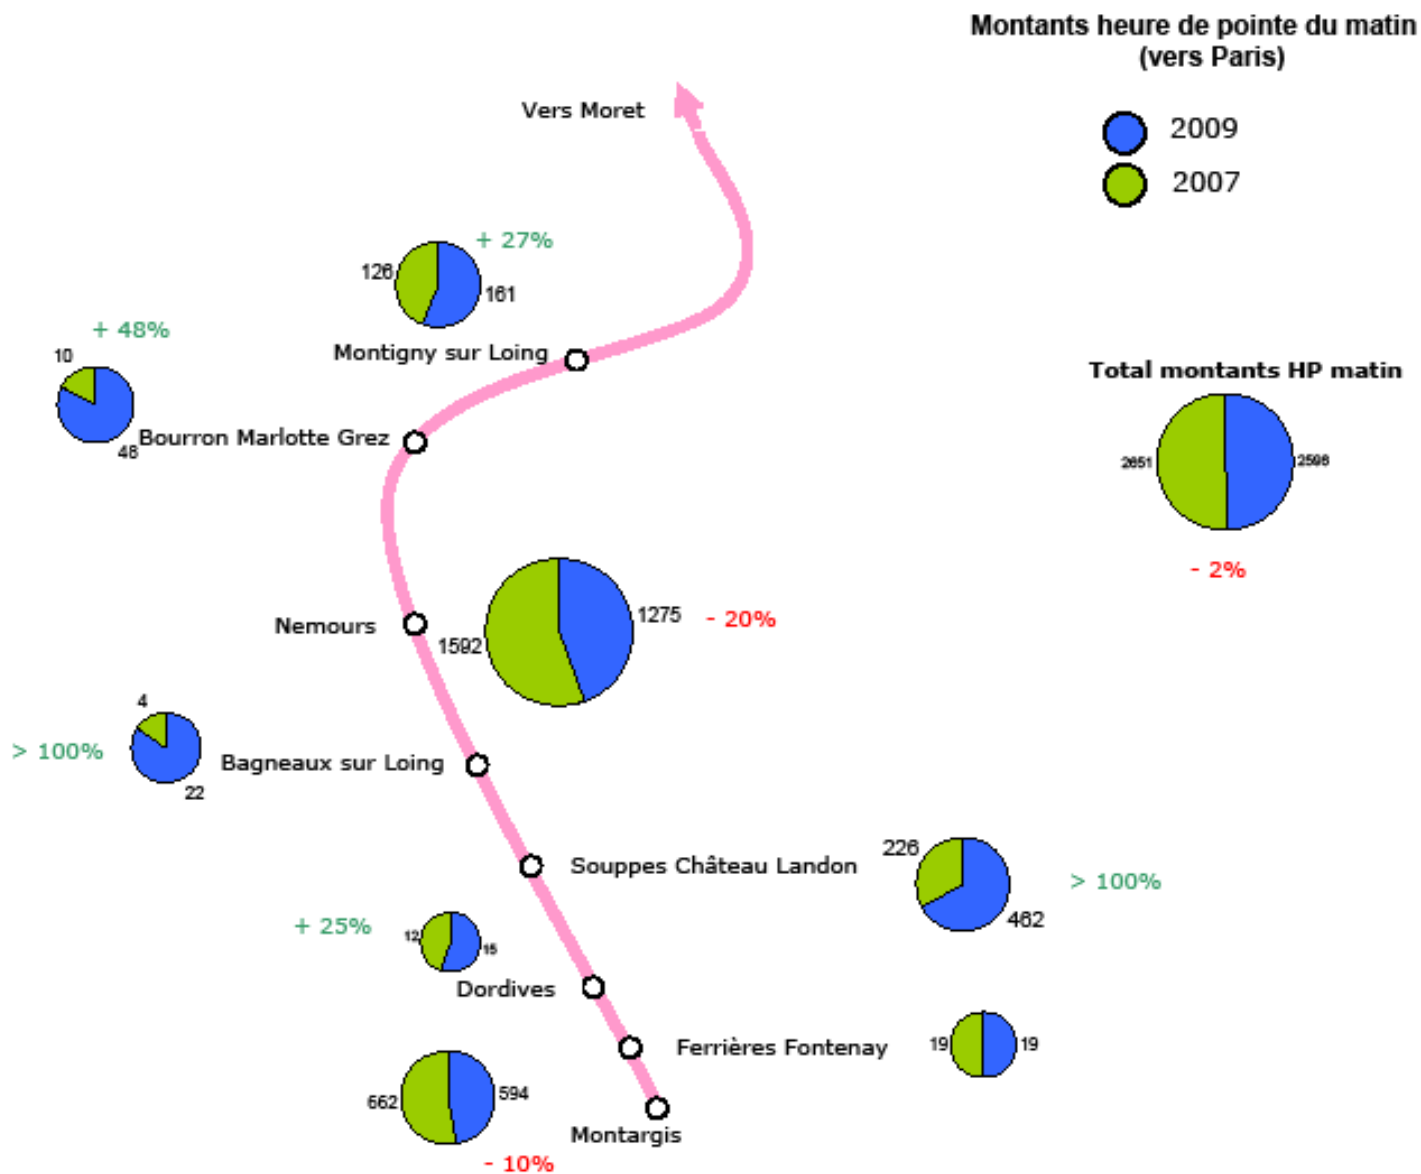 Montants heure de pointe du matin
(vers Paris)
2009
2007
Vers Moret
+ 27%
126
161
Montigny sur Loing
+ 48%
10
48
Bourron Marlotte Grez
Total montants HP matin
2651
2596
- 2%
Nemours
1592
1275
- 20%
4
> 100%
22
Bagneaux sur Loing
Souppes Château Landon
226
462
> 100%
+ 25%
12
15
Dordives
Ferrières Fontenay
19
19
662
594
Montargis
- 10%